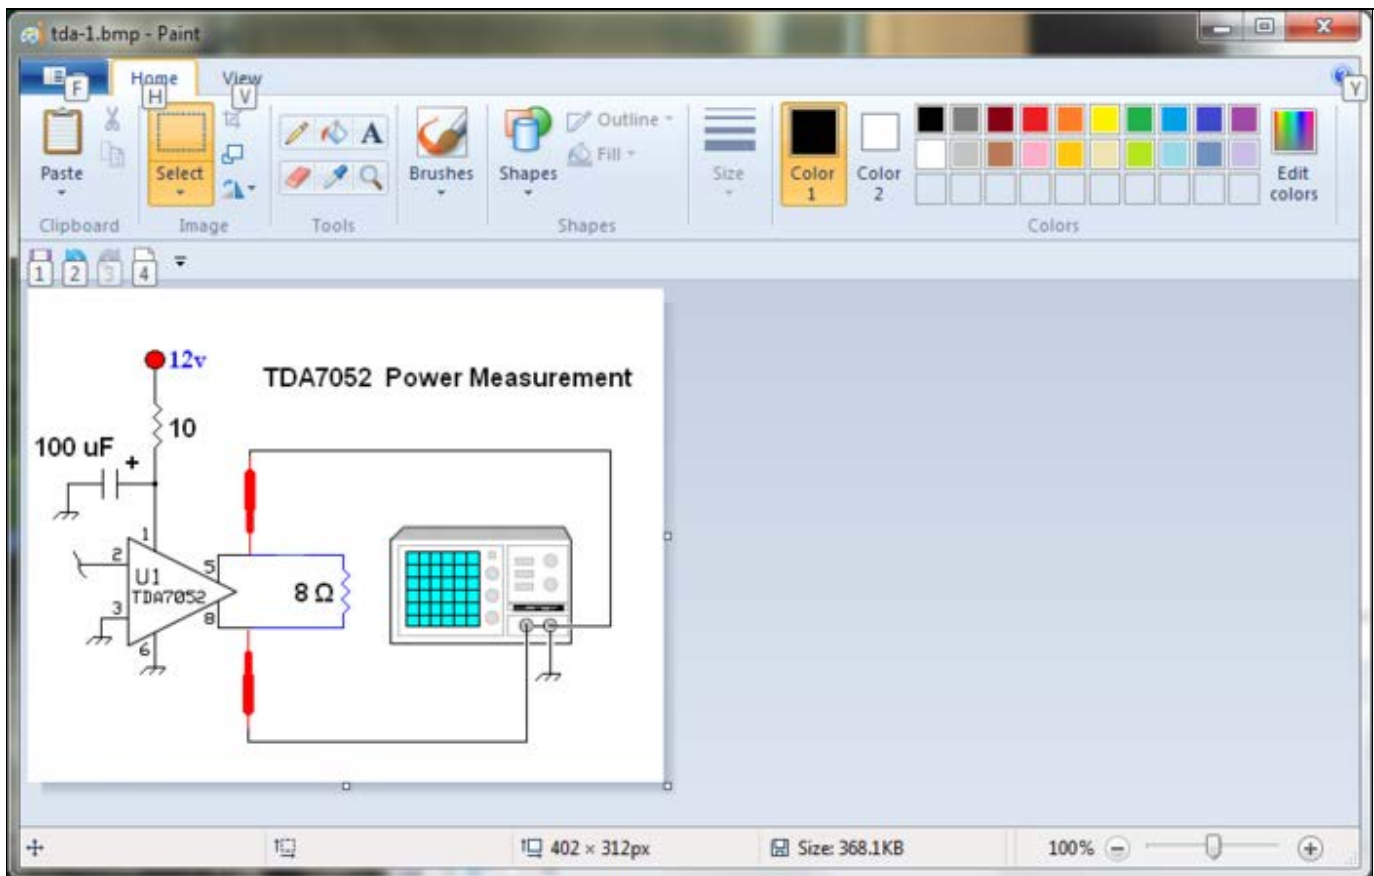 tda-1.bmp - Paint
F
Home
H
View
V
Y
Paste
Select
A
Brushes
Shapes
Outline
Fill
Size
Color
1
Color
2
Edit
colors
Clipboard
Image
Tools
Shapes
Colors
1 2 3 4
12v
TDA7052 Power Measurement
10
100 uF
+
1
2
5
U1
TDA7052
8 Ω
3
8
6
402 × 312px
Size: 368.1KB
100%